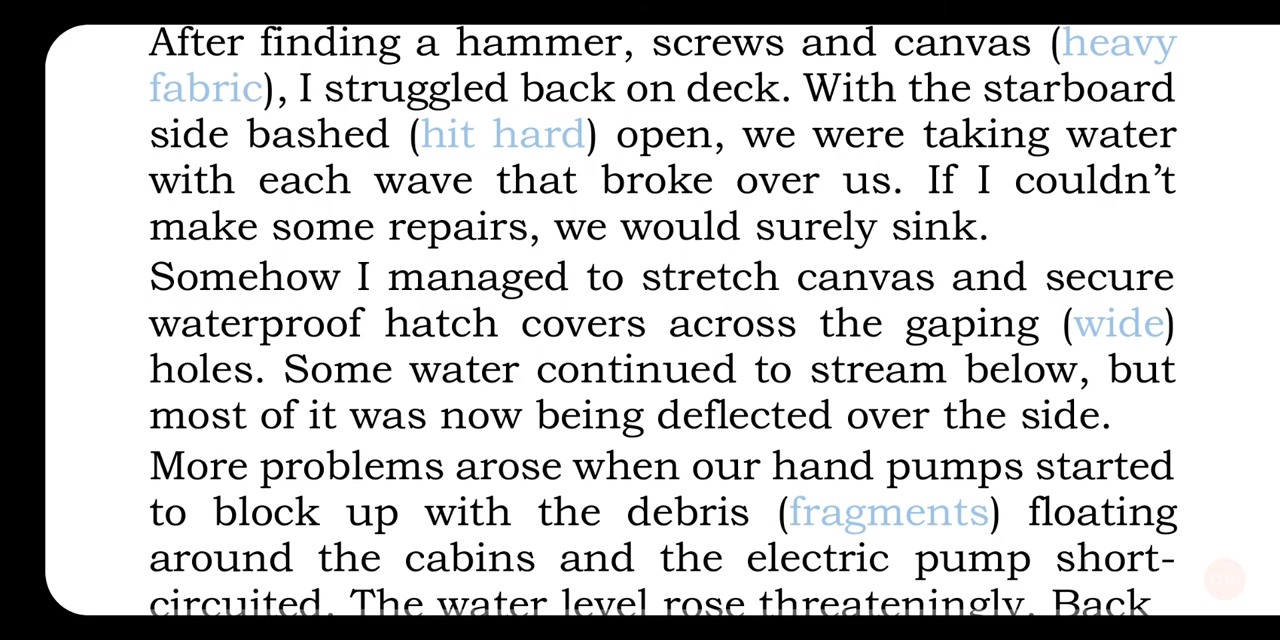 After finding a hammer, screws and canvas (heavy
fabric), I struggled back on deck. With the starboard
side bashed (hit hard) open, we were taking water
with each wave that broke over us. If I couldn’t
make some repairs, we would surely sink.
Somehow I managed to stretch canvas and secure
waterproof hatch covers across the gaping (wide)
holes. Some water continued to stream below, but
most of it was now being deflected over the side.
More problems arose when our hand pumps started
to block up with the debris (fragments) floating
around the cabins and the electric pump short-
circuited. The water level rose threateningly. Back